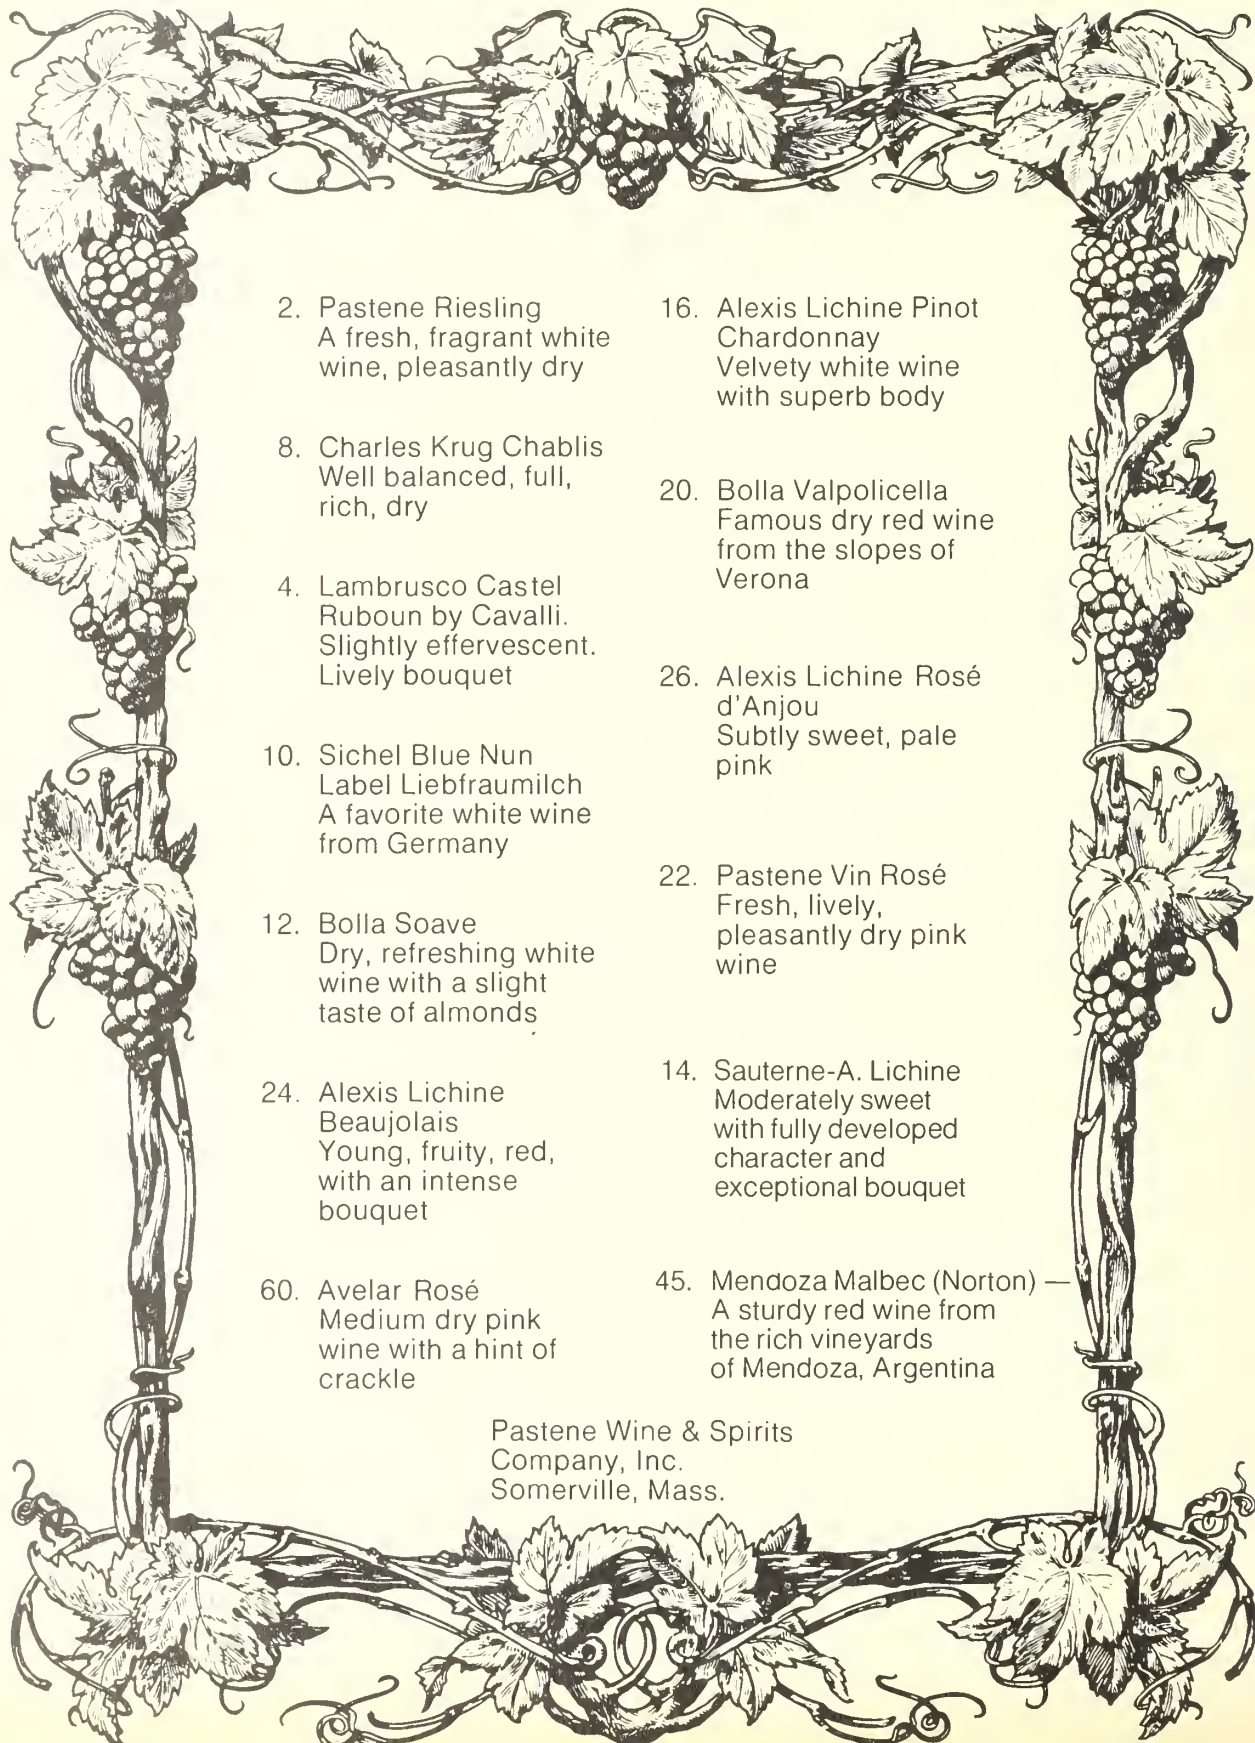 2. Pastene Riesling
A fresh, fragrant white
wine, pleasantly dry
8. Charles Krug Chablis
Well balanced, full,
rich, dry
4. Lambrusco Castel
Ruboun by Cavalli.
Slightly effervescent.
Lively bouquet
10. Sichel Blue Nun
Label Liebfraumilch
A favorite white wine
from Germany
12. Bolla Soave
Dry, refreshing white
wine with a slight
taste of almonds
24. Alexis Lichine
Beaujolais
Young, fruity, red,
with an intense
bouquet
60. Avelar Rosé
Medium dry pink
wine with a hint of
crackle
16. Alexis Lichine Pinot
Chardonnay
Velvety white wine
with superb body
20. Bolla Valpolicella
Famous dry red wine
from the slopes of
Verona
26. Alexis Lichine Rosé
d'Anjou
Subtly sweet, pale
pink
22. Pastene Vin Rosé
Fresh, lively,
pleasantly dry pink
wine
14. Sauterne-A. Lichine
Moderately sweet
with fully developed
character and
exceptional bouquet
45. Mendoza Malbec (Norton) —
A sturdy red wine from
the rich vineyards
of Mendoza, Argentina
Pastene Wine & Spirits
Company, Inc.
Somerville, Mass.